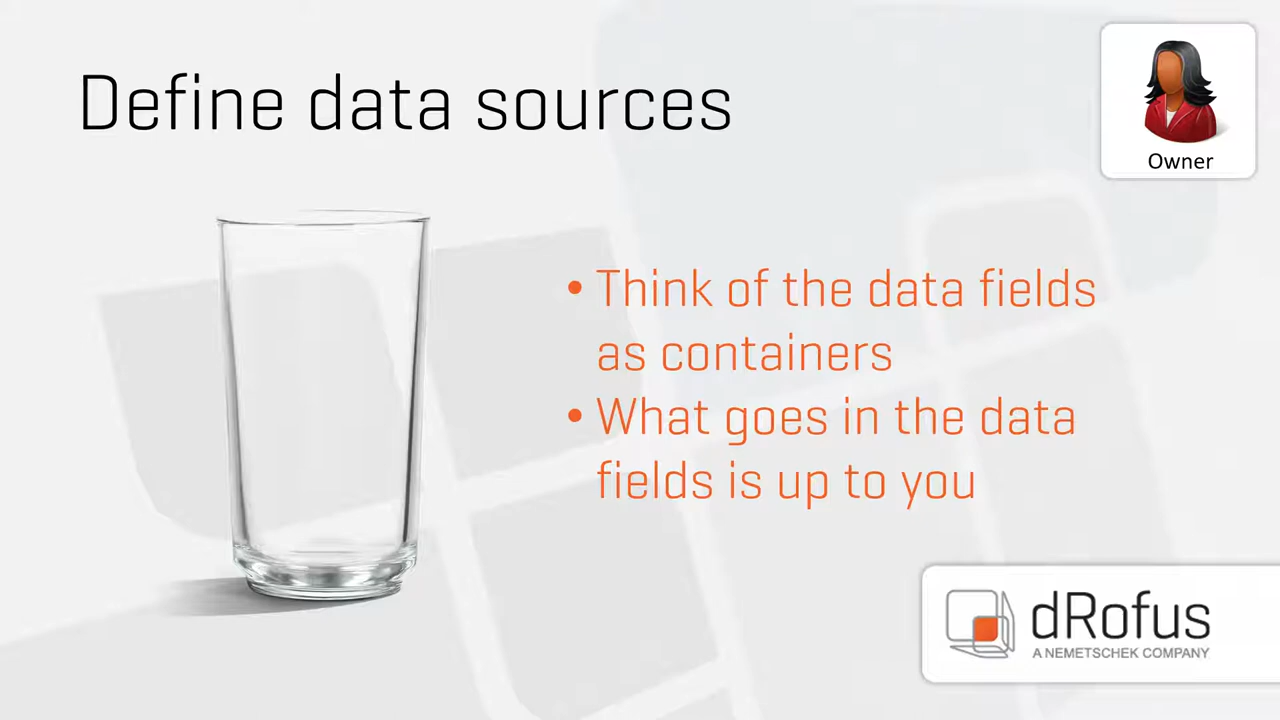 Define data sources
Owner
• Think of the data fields
as containers
• What goes in the data
fields is up to you
dRofus
A NEMETSCHEK COMPANY